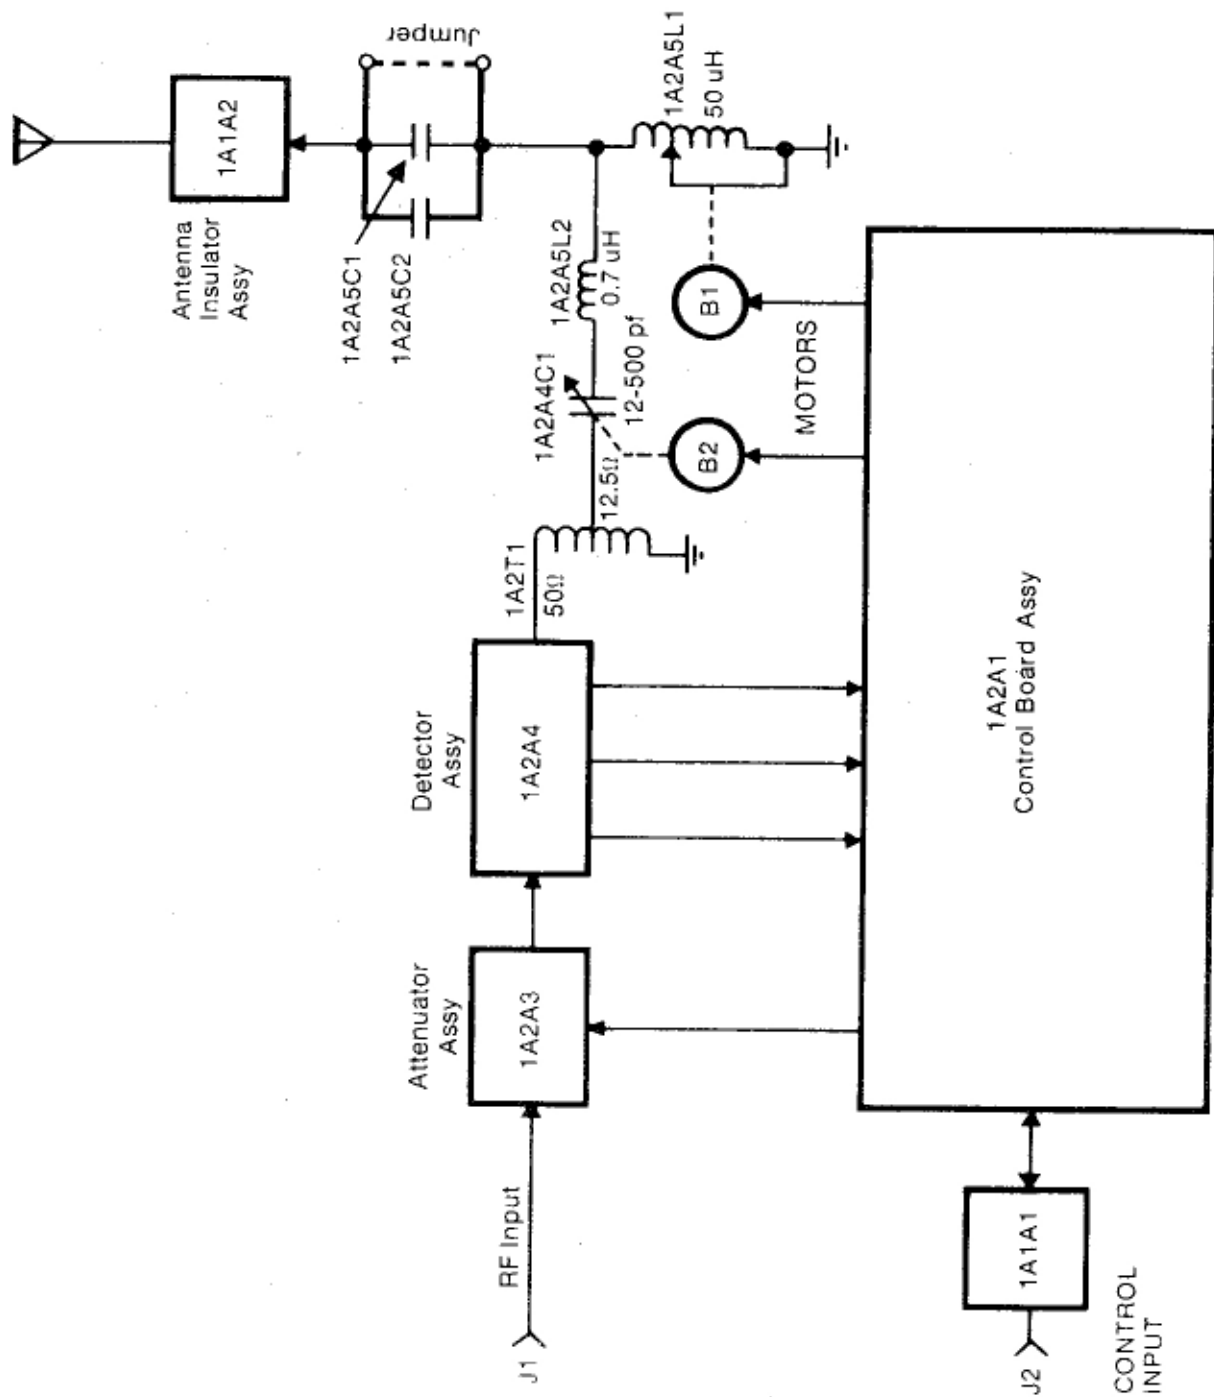 Jumper
1A1A2
Antenna
Insulator
Assy
1A2A5C1
1A2A5C2
1A2A5L1
50 uH
1A2A5L2
0.7 uH
1A2A4C1
12-500 pf
12.5Ω
1A2T1
50Ω
B1
B2
MOTORS
Detector
Assy
1A2A4
Attenuator
Assy
1A2A3
RF Input
J1
1A2A1
Control Board Assy
1A1A1
J2
CONTROL
INPUT